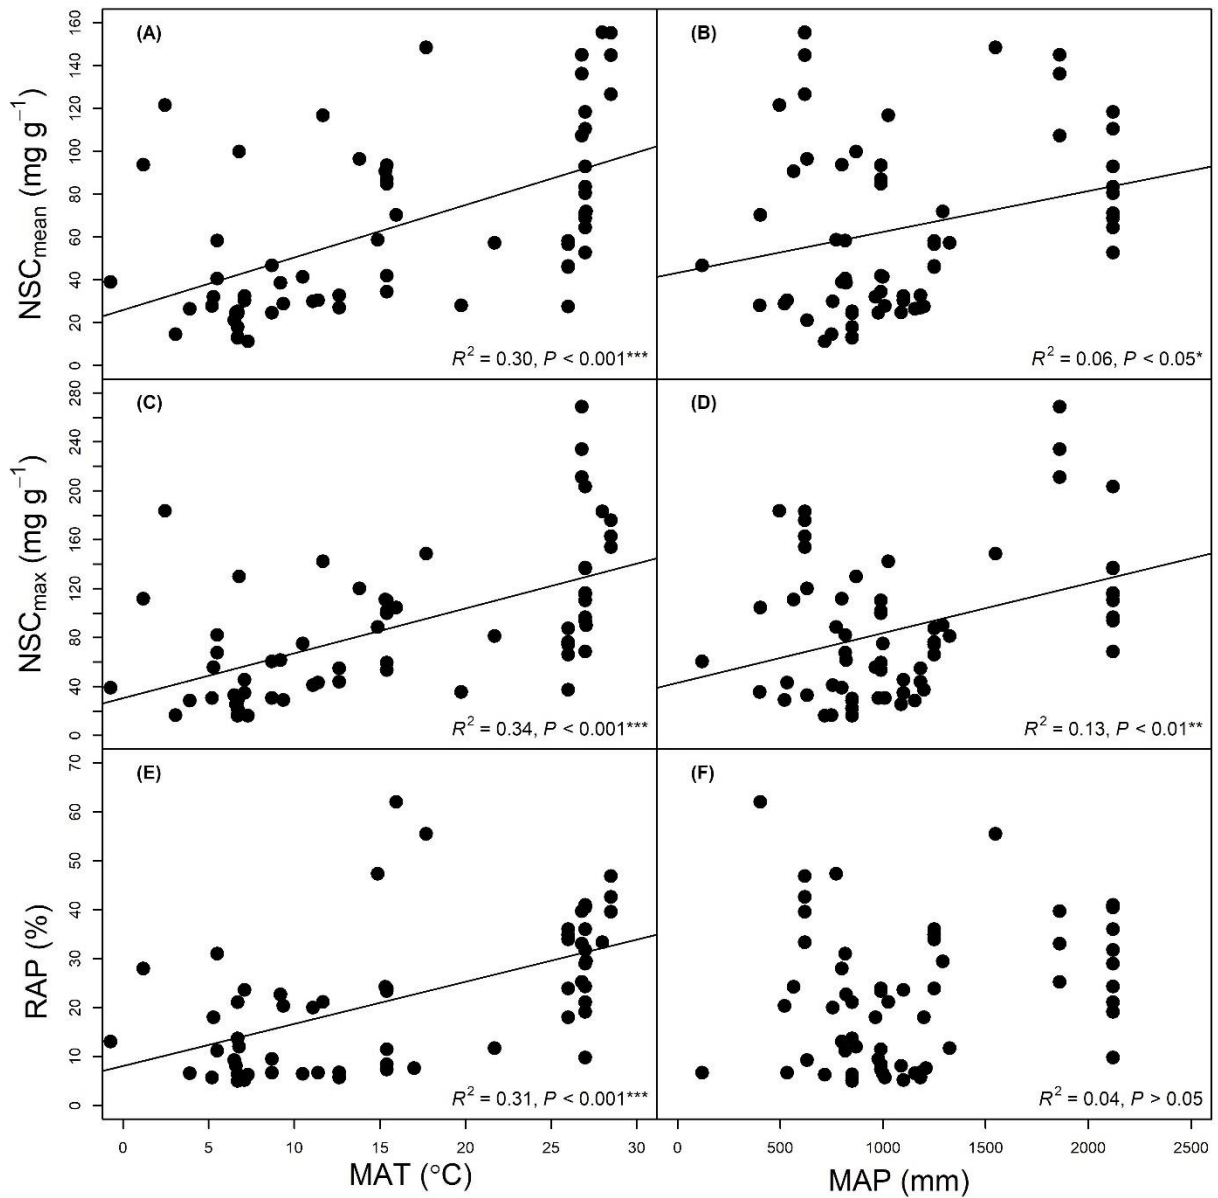 (A)
(B)
160
140
120
100
80
60
40
20
0
NSCmean (mg g⁻¹)
R² = 0.30, P < 0.001***
R² = 0.06, P < 0.05*
(C)
(D)
280
240
200
160
120
80
40
0
NSCmax (mg g⁻¹)
R² = 0.34, P < 0.001***
R² = 0.13, P < 0.01**
(E)
(F)
70
60
50
40
30
20
10
0
RAP (%)
R² = 0.31, P < 0.001***
R² = 0.04, P > 0.05
0 5 10 15 20 25 30
0 500 1000 1500 2000 2500
MAT (°C)
MAP (mm)